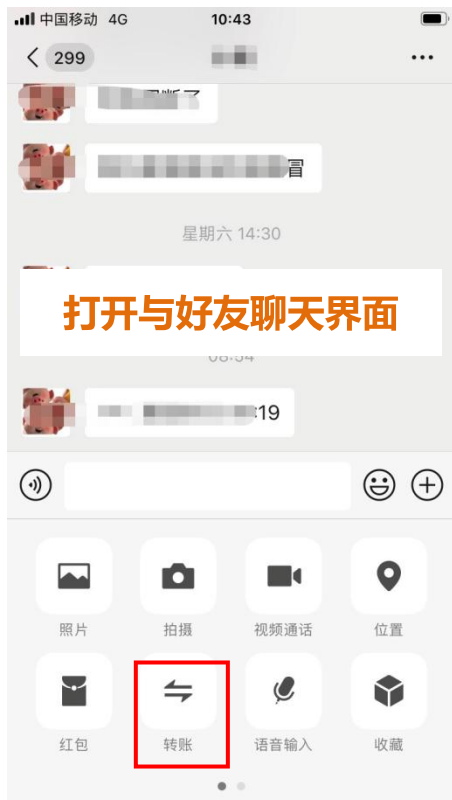 中国移动 4G 10:43
299
冒
星期六 14:30
打开与好友聊天界面
:19
照片 拍摄 视频通话 位置
红包 转账 语音输入 收藏